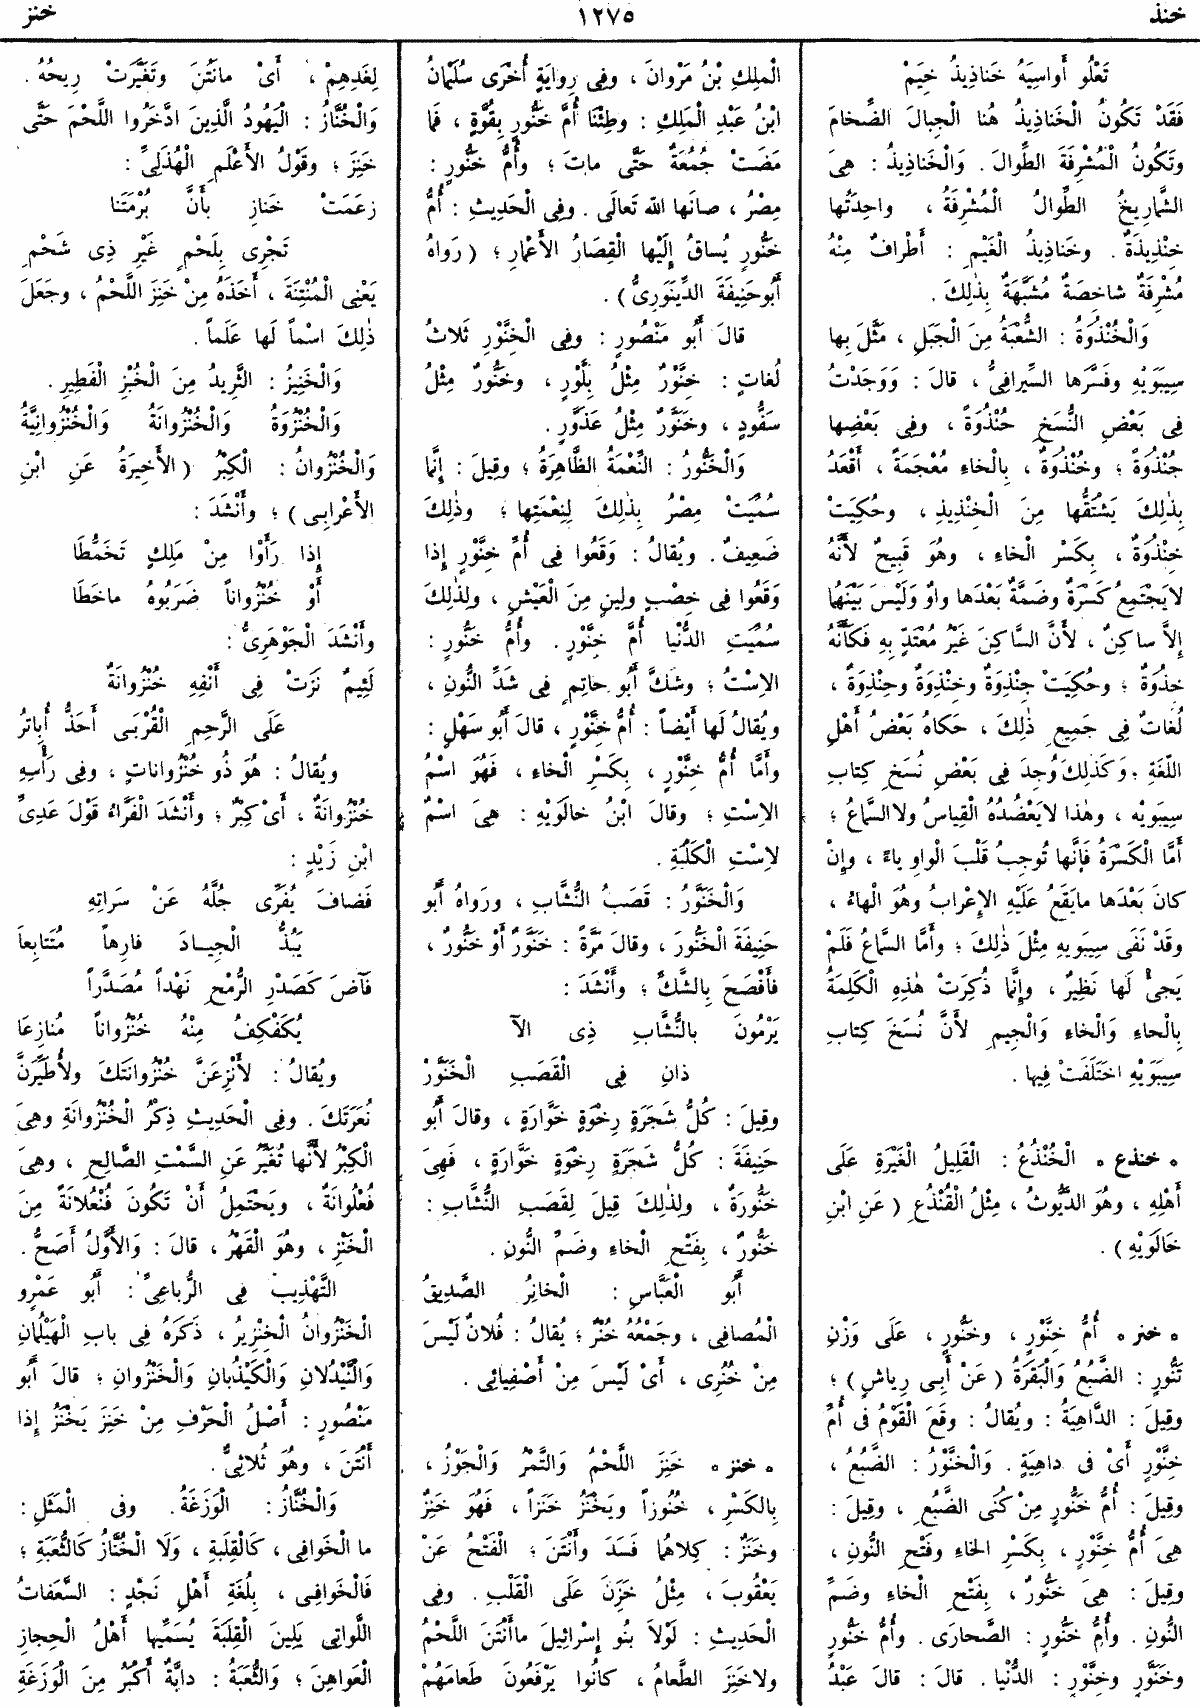 خنذ
١٢٧٥
خنز
تَعْلُو أَواسِيَهُ خَناذِيذُ خِيَمْ
فَقَدْ تَكُونُ الْخَناذِيذُ هُنا الْجِبالَ الضِّخامَ
وتَكُونُ الْمُشْرِفَةَ الطِّوالَ . وَالْخَناذِيذُ : هِىَ
الشَّمارِيخُ الطِّوالُ الْمُشْرِفَةُ ، واحِدَتُها
خِنْذِيذَةٌ . وخَناذِيذُ الْغَيْمِ : أَطْرافٌ مِنْهُ
مُشْرِفَةٌ شاخِصَةٌ مُشَبَّهَةٌ بِذٰلِكَ .
وَالْخُنْذُوَةُ : الشُّعْبَةُ مِنَ الْجَبَلِ ، مَثَّلَ بِها
سِيبَوَيْهِ وفَسَّرَها السِّيرافِىُّ ، قالَ : وَوَجَدْتُ
فِى بَعْضِ النُّسَخِ حُنْذُوَةً ، وفِى بَعْضِها
جُنْذُوَةً ؛ وخُنْذُوَةٌ ، بِالْخاءِ مُعْجَمَةً ، أَقْعَدُ
بِذٰلِكَ يَشْتَقُّها مِنَ الْخِنْذِيذِ ، وحُكِيَتْ
خِنْذُوَةٌ ، بِكَسْرِ الْخاءِ ، وهُوَ قَبِيحٌ لأَنَّهُ
لايَجْتَمِعُ كَسْرَةٌ وضَمَّةٌ بَعْدَها واوٌ وَلَيْسَ بَيْنَهُما
إِلاَّ ساكِنٌ ، لأَنَّ السَّاكِنَ غَيْرُ مُعْتَدٍّ بِهِ فَكَأَنَّهُ
خِذُوَةٌ ؛ وحُكِيَتْ جِنْذِوَةٌ وخِنْذِوَةٌ وحِنْذِوَةٌ ،
لُغاتٌ فِى جَمِيعِ ذٰلِكَ ، حَكاهُ بَعْضُ أَهْلِ
اللُّغَةِ ؛ وَكَذٰلِكَ وُجِدَ فِى بَعْضِ نُسَخِ كِتابِ
سِيبَوَيْهِ ، وهٰذا لايَعْضُدُهُ الْقِياسُ ولا السَّماعُ ؛
أَمَّا الْكَسْرَةُ فَإِنَّها تُوجِبُ قَلْبَ الْواوِ ياءً ، وإِنْ
كانَ بَعْدَها مايَقَعُ عَلَيْهِ الإِعْرابُ وهُوَ الْهاءُ ،
وقَدْ نَفَى سِيبَويهِ مِثْلَ ذٰلِكَ ؛ وأَمَّا السَّماعُ فَلَمْ
يَجِىْٔ لَها نَظِيرٌ ، وإِنَّما ذُكِرَتْ هٰذِهِ الْكَلِمَةُ
بِالْحاءِ وَالْخاءِ وَالْجِيمِ لأَنَّ نُسَخَ كِتابِ
سِيبَوَيْهِ اخْتَلَفَتْ فِيها .
• خنذع • الْخُنْذُعُ : الْقَلِيلُ الْغَيْرَةِ عَلَى
أَهْلِهِ ، وهُوَ الدَّيُّوثُ ، مِثْلُ الْقُنْذُعِ ( عَنِ ابْنِ
خالَوَيْهِ ) .
• خنر • أُمُّ خِنَّوْرٍ ، وخَنُّورٍ ، عَلَى وَزْنِ
تَنُّورٍ : الضَّبُعُ وَالْبَقَرَةُ ( عَنْ أَبِى رِياشٍ ) ؛
وقِيلَ : الدَّاهِيَةُ ؛ ويُقالُ : وَقَعَ الْقَوْمُ فى أُمِّ
خِنَّوْرٍ أَىْ فى داهِيَةٍ . وَالْخِنَّوْرُ : الضَّبُعُ ،
وقِيلَ : أُمُّ خَنُّورٍ مِنْ كُنَى الضَّبُعِ ، وقِيلَ :
هِىَ أُمُّ خِنَّوْرٍ ، بِكَسْرِ الخاءِ وفَتْحِ النُّونِ ،
وقِيلَ : هِىَ خَنُّورٌ ، بِفَتْحِ الْخاءِ وضَمِّ
النُّونِ . وأُمُّ خَنُّورٍ : الصَّحارَى . وأُمُّ خَنُّورٍ
وخَنَّوَّرٍ وخِنَّوْرٍ : الدُّنْيا . قالَ : قالَ عَبْدُ
الْملِكِ بْنُ مَرْوانَ ، وفِى رِوايَةٍ أُخْرَى سُلَيْمانُ
ابْنُ عَبْدِ الْمَلِكِ : وطِئْنا أُمَّ خَنُّورٍ بِقُوَّةٍ ، فَما
مَضَتْ جُمُعَةٌ حَتَّى ماتَ ؛ وأُمُّ خَنُّورٍ :
مِصْرُ ، صانَها الله تَعالَى . وفِى الْحَدِيثِ : أُمُّ
خَنُّورٍ يُساقُ إِلَيْها الْقِصَارُ الأَعْمارِ ؛ ( رَواهُ
أَبُوحَنِيفَةَ الدِّينَوَرِىُّ ) .
قالَ أَبُو مَنْصُورٍ : وفِى الْخِنَّوْرِ ثَلاثُ
لُغاتٍ : خِنَّوْرٌ مِثْلُ بِلَّوْرٍ ، وخَنُّورٌ مِثْلُ
سَفُّودٍ ، وخَنَوَّرٌ مِثْلُ عَذَوَّرٍ .
وَالْخَنُّورُ : النِّعْمَةُ الظَّاهِرَةُ ؛ وقِيلَ : إِنَّما
سُمِّيَتْ مِصْرُ بِذٰلِكَ لِنِعْمَتِها ؛ وذٰلِكَ
ضَعِيفٌ . ويُقالُ : وَقَعُوا فِى أُمِّ خِنَّوْرٍ إِذا
وَقَعُوا فِى خِصْبٍ ولِينٍ مِنَ الْعَيْشِ ، ولِذٰلِكَ
سُمِّيَتِ الدُّنْيا أُمَّ خِنَّوْرٍ . وأُمُّ خَنُّورٍ :
الاِسْتُ ؛ وشَكَّ أَبُو حاتِمٍ فِى شَدِّ النُّونِ ،
ويُقالُ لَها أَيْضاً : أُمُّ خِنَّوْرٍ ، قالَ أَبُو سَهْلٍ :
وأَمَّا أُمُّ خِنَّوْرٍ ، بِكَسْرِ الْخاءِ ، فَهُوَ اسْمُ
الاِسْتِ ؛ وقالَ ابْنُ خالَوَيْهِ : هِىَ اسْمٌ
لاِسْتِ الْكَلْبَةِ .
وَالْخَنَوَّرُ : قَصَبُ النُّشَّابِ ، ورَواهُ أَبُو
حَنِيفَةَ الْخَنُّورَ ، وقالَ مَرَّةً : خَنَوَّرٌ أَوْ خَنُّورٌ ،
فأَفْصَحَ بِالشَّكِّ ؛ وأَنْشَدَ :
يَرْمُونَ بالنُّشَّابِ ذِى الآ
ذانِ فِى الْقَصَبِ الْخَنَوَّرْ
وقِيلَ : كُلُّ شَجَرَةٍ رِخْوَةٍ خَوَّارَةٍ ، وقالَ أَبُو
حَنِيفَةَ : كُلُّ شَجَرَةٍ رِخْوَةٍ خَوَّارَةٍ ، فَهِىَ
خَنُّورَةٌ ، ولِذٰلِكَ قِيلَ لِقَصَبِ النُّشَّابِ :
خَنُّورٌ ، بِفَتْحِ الْخاءِ وضَمِّ النُّونِ .
أَبُو الْعَبَّاسِ : الْخانِرُ الصَّدِيقُ
الْمُصافِى ، وجَمْعُهُ خُنُرٌ ؛ يُقالُ : فُلانٌ لَيْسَ
مِنْ خُنُرِى ، أَىْ لَيْسَ مِنْ أَصْفِيائِى .
• خنز • خَنِزَ اللَّحْمُ وَالتَّمْرُ وَالْجَوْزُ ،
بِالكَسْرِ ، خُنُوزاً ويَخْنَزُ خَنَزاً ، فَهُوَ خَنِزٌ
وخَنَزٌ : كِلاهُما فَسَدَ وأَنْتَنَ ؛ الْفَتْحُ عَنْ
يَعْقُوبَ ، مِثْلُ خَزِنَ عَلَى الْقَلْبِ . وفِى
الْحَدِيثِ : لَوْلاَ بَنُو إِسْرائِيلَ ما أَنْتَنَ اللَّحْمُ
ولاخَنِزَ الطَّعامُ ، كانُوا يَرْفَعُونَ طَعامَهُمْ
لِغَدِهِمْ ، أَىْ مانَتُنَ وتَغَيَّرَتْ رِيحُهُ .
وَالْخُنَّازُ : الْيَهُودُ الَّذِينَ ادَّخَرُوا اللَّحْمَ حَتَّى
خَنِزَ ؛ وقَوْلُ الأَعْلَمِ الْهُذَلِىِّ :
زعَمَتْ خَنازِ بأَنَّ بُرْمَتَنا
تَجْرِى بِلَحْمٍ غَيْرِ ذِى شَحْمِ
يَعْنِى الْمُنْتِنَةَ ، أَخَذَهُ مِنْ خَنِزَ اللَّحْمُ ، وجَعَلَ
ذٰلِكَ اسْماً لَها عَلَماً .
وَالْخَنِيزُ : الثَّرِيدُ مِنَ الْخُبْزِ الْفَطِيرِ .
وَالْخُنْزُوَةُ وَالْخُنْزُوانَةُ وَالْخُنْزُوانِيَّةُ
وَالْخُنْزُوانُ : الْكِبْرُ ( الأَخِيرَةُ عَنِ ابْنِ
الأَعْرابِى ) ؛ وأَنْشَدَ :
إِذا رَأَوْا مِنْ مَلِكٍ تَخَمُّطَا
أَوْ خُنْزُواناً ضَرَبُوهُ ماخَطَا
وأَنْشَدَ الْجَوْهَرِىُّ :
لَئِيمٌ نَزَتْ فِى أَنْفِهِ خُنْزُوانَةٌ
عَلَى الرَّحِمِ الْقُرْبَى أَحَذُّ أُباتِرُ
ويُقالُ : هُوَ ذُو خُنْزُواناتٍ ، وفِى رَأْسِهِ
خُنْزُوانَةٌ ، أَىْ كِبْرٌ ؛ وأَنْشَدَ الْفَرَّاءُ قَوْلَ عَدِىِّ
ابْنِ زَيْدٍ :
فَضافَ يُفَرِّى جُلَّهُ عَنْ سَراتِهِ
يَبُذُّ الْجِيـادَ فارِهاً مُتَتابِعاً
فَآضَ كَصَدْرِ الرُّمْحِ نَهْداً مُصَدَّراً
يُكَفْكِفُ مِنْهُ خُنْزُواناً مُنازِعَا
ويُقالُ : لأَنْزِعَنَّ خُنْزُوانَتَكَ ولأُطَيِّرَنَّ
نُعَرَتَكَ . وفِى الْحَدِيثِ ذِكْرُ الْخُنْزُوانَةِ وهِىَ
الْكِبْرُ لأَنَّها تُغَيِّرُ عَنِ السَّمْتِ الصَّالِحِ ، وهِىَ
فُعْلُوانَةٌ ، ويَحْتَمِلُ أَنْ تَكُونَ فُنْعُلانَةً مِنَ
الْخَنْزِ ، وهُوَ الْقَهْرُ ، قالَ : وَالأَوَّلُ أَصَحُّ .
التَّهْذِيبُ فِى الرُّباعِىِّ : أَبُو عَمْرٍو
الْخَنْزُوانُ الْخِنْزِيرُ ، ذَكَرَهُ فِى بابِ الْهَيْلُمانِ
وَالنَّيْدُلانِ وَالْكَيْذُبانِ وَالْخَنْزُوانِ ؛ قالَ أَبُو
مَنْصُورٍ : أَصْلُ الْحَرْفِ مِنْ خَنِزَ يَخْنَزُ إِذا
أَنْتَنَ ، وهُوَ ثُلاثِىٌّ .
وَالْخُنَّازُ : الْوَزَغَةُ . وفى الْمَثَلِ :
ما الْخَوافِى ، كَالْقِلَبَةِ ، وَلَا الْخُنَّازُ كَالثُّعَبَةِ ؛
فَالْخَوافِى ، بِلُغَةِ أَهْلِ نَجْدٍ : السَّعَفاتُ
اللَّواتِى يَلِينَ الْقِلَبَةَ يُسَمِّيها أَهْلُ الْحِجازِ
الْعَواهِنَ ؛ وَالثُّعَبَةُ : دابَّةٌ أَكْبَرُ مِنَ الْوَزَغَةِ